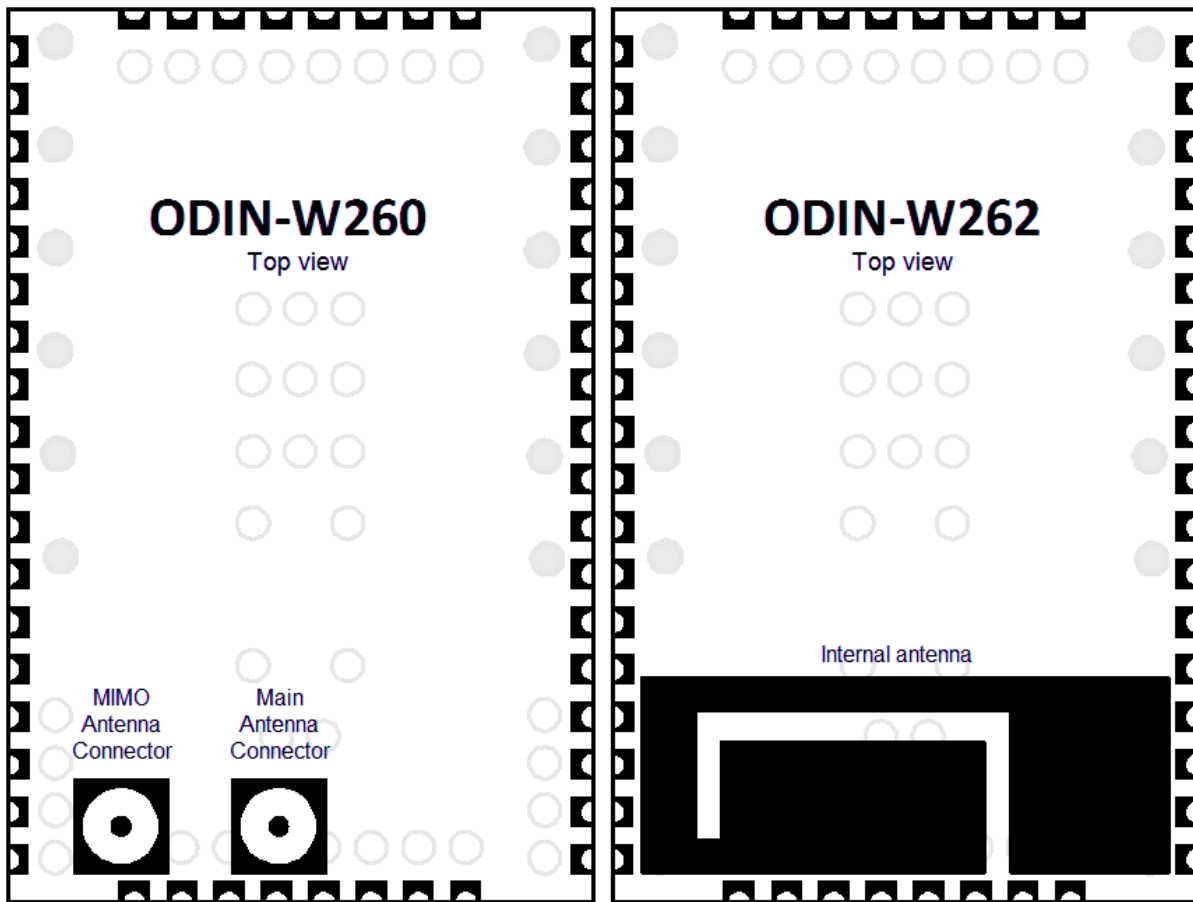 ODIN-W260
Top view
MIMO
Antenna
Connector
Main
Antenna
Connector
ODIN-W262
Top view
Internal antenna